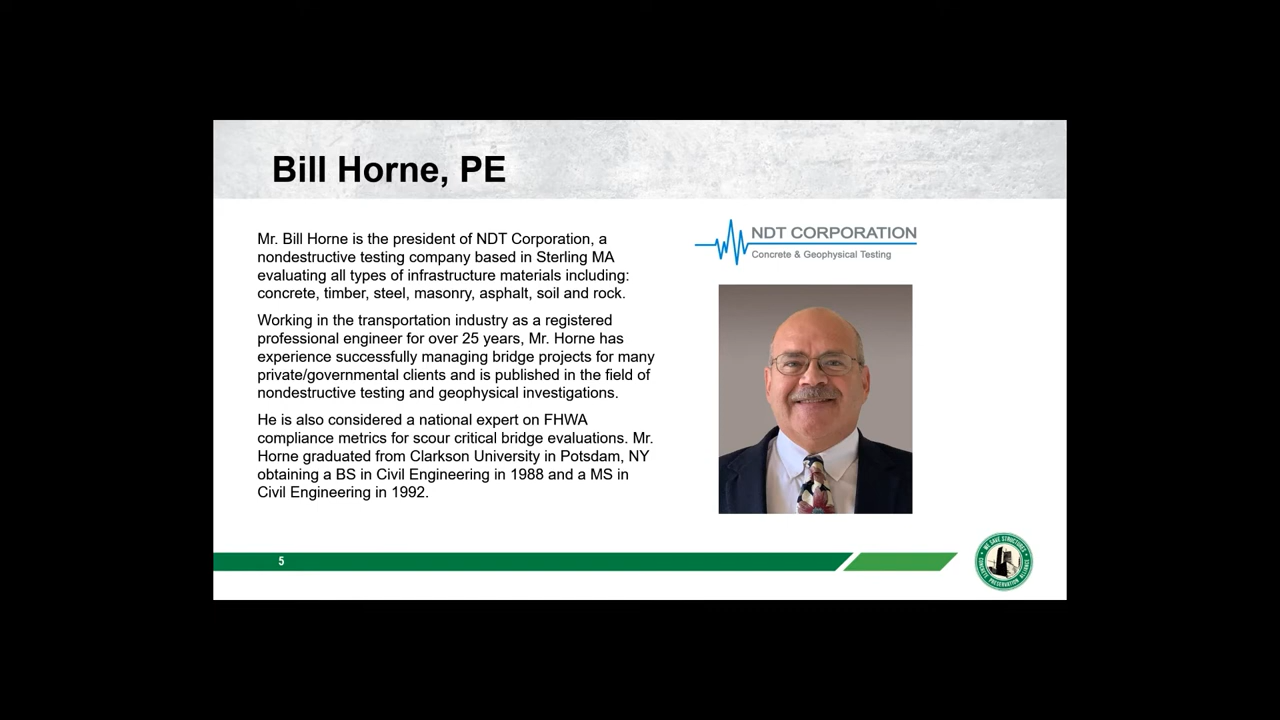 Bill Horne, PE
Mr. Bill Horne is the president of NDT Corporation, a
nondestructive testing company based in Sterling MA
evaluating all types of infrastructure materials including:
concrete, timber, steel, masonry, asphalt, soil and rock.
Working in the transportation industry as a registered
professional engineer for over 25 years, Mr. Horne has
experience successfully managing bridge projects for many
private/governmental clients and is published in the field of
nondestructive testing and geophysical investigations.
He is also considered a national expert on FHWA
compliance metrics for scour critical bridge evaluations. Mr.
Horne graduated from Clarkson University in Potsdam, NY
obtaining a BS in Civil Engineering in 1988 and a MS in
Civil Engineering in 1992.
NDT CORPORATION
Concrete & Geophysical Testing
5
WE SAVE STRUCTURES
CONCRETE PRESERVATION ALLIANCE